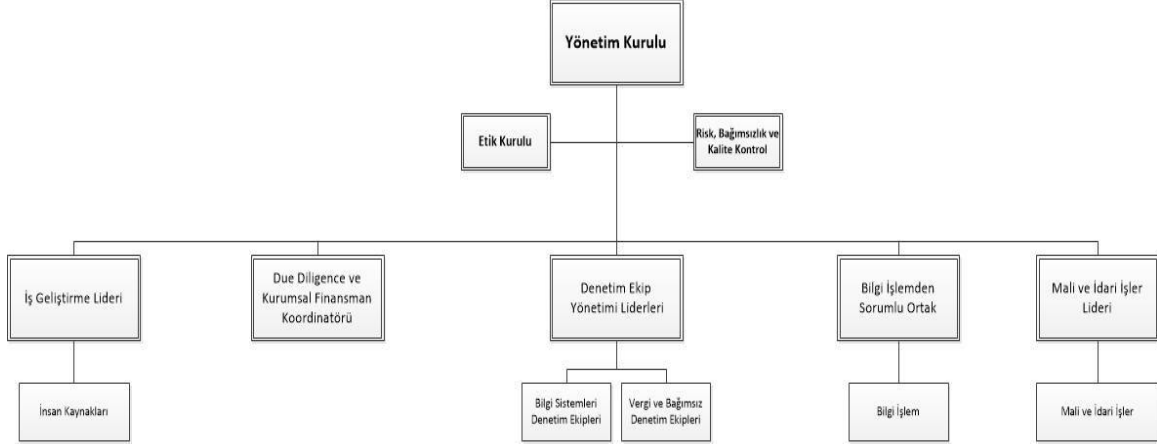 Yönetim Kurulu
Etik Kurulu
Risk, Bağımsızlık ve
Kalite Kontrol
İş Geliştirme Lideri
Due Diligence ve
Kurumsal Finansman
Koordinatörü
Denetim Ekip
Yönetimi Liderleri
Bilgi İşlemden
Sorumlu Ortak
Mali ve İdari İşler
Lideri
İnsan Kaynakları
Bilgi Sistemleri
Denetim Ekipleri
Vergi ve Bağımsız
Denetim Ekipleri
Bilgi İşlem
Mali ve İdari İşler